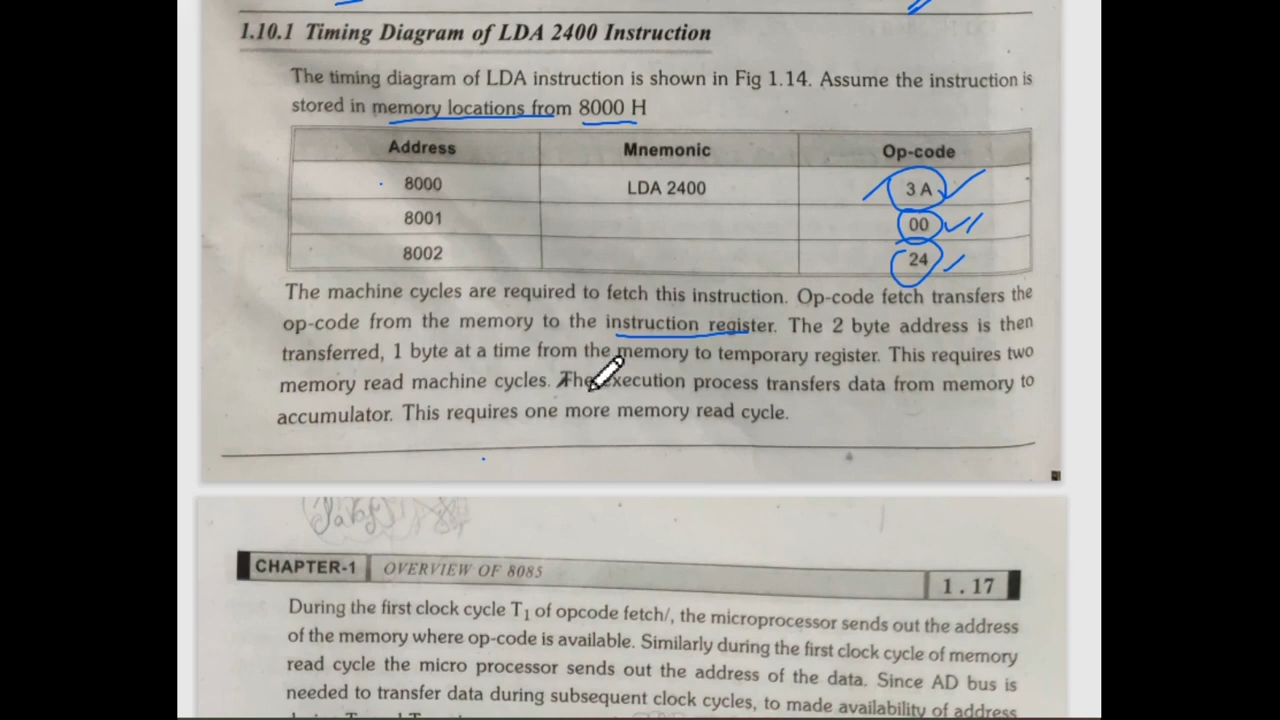 1.10.1 Timing Diagram of LDA 2400 Instruction
The timing diagram of LDA instruction is shown in Fig 1.14. Assume the instruction is
stored in memory locations from 8000 H
Address Mnemonic Op-code
8000 LDA 2400 3 A
8001 00
8002 24
The machine cycles are required to fetch this instruction. Op-code fetch transfers the
op-code from the memory to the instruction register. The 2 byte address is then
transferred, 1 byte at a time from the memory to temporary register. This requires two
memory read machine cycles. The execution process transfers data from memory to
accumulator. This requires one more memory read cycle.
CHAPTER-1 OVERVIEW OF 8085 1.17
During the first clock cycle T1 of opcode fetch/, the microprocessor sends out the address
of the memory where op-code is available. Similarly during the first clock cycle of memory
read cycle the micro processor sends out the address of the data. Since AD bus is
needed to transfer data during subsequent clock cycles, to made availability of address